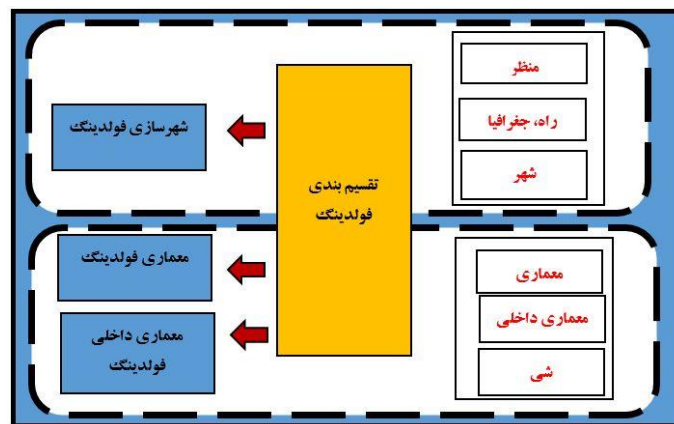 منظر
راه، جغرافیا
شهر
تقسیم بندی
فولدینگ
شهرسازی فولدینگ
معماری
معماری داخلی
شی
معماری فولدینگ
معماری داخلی
فولدینگ